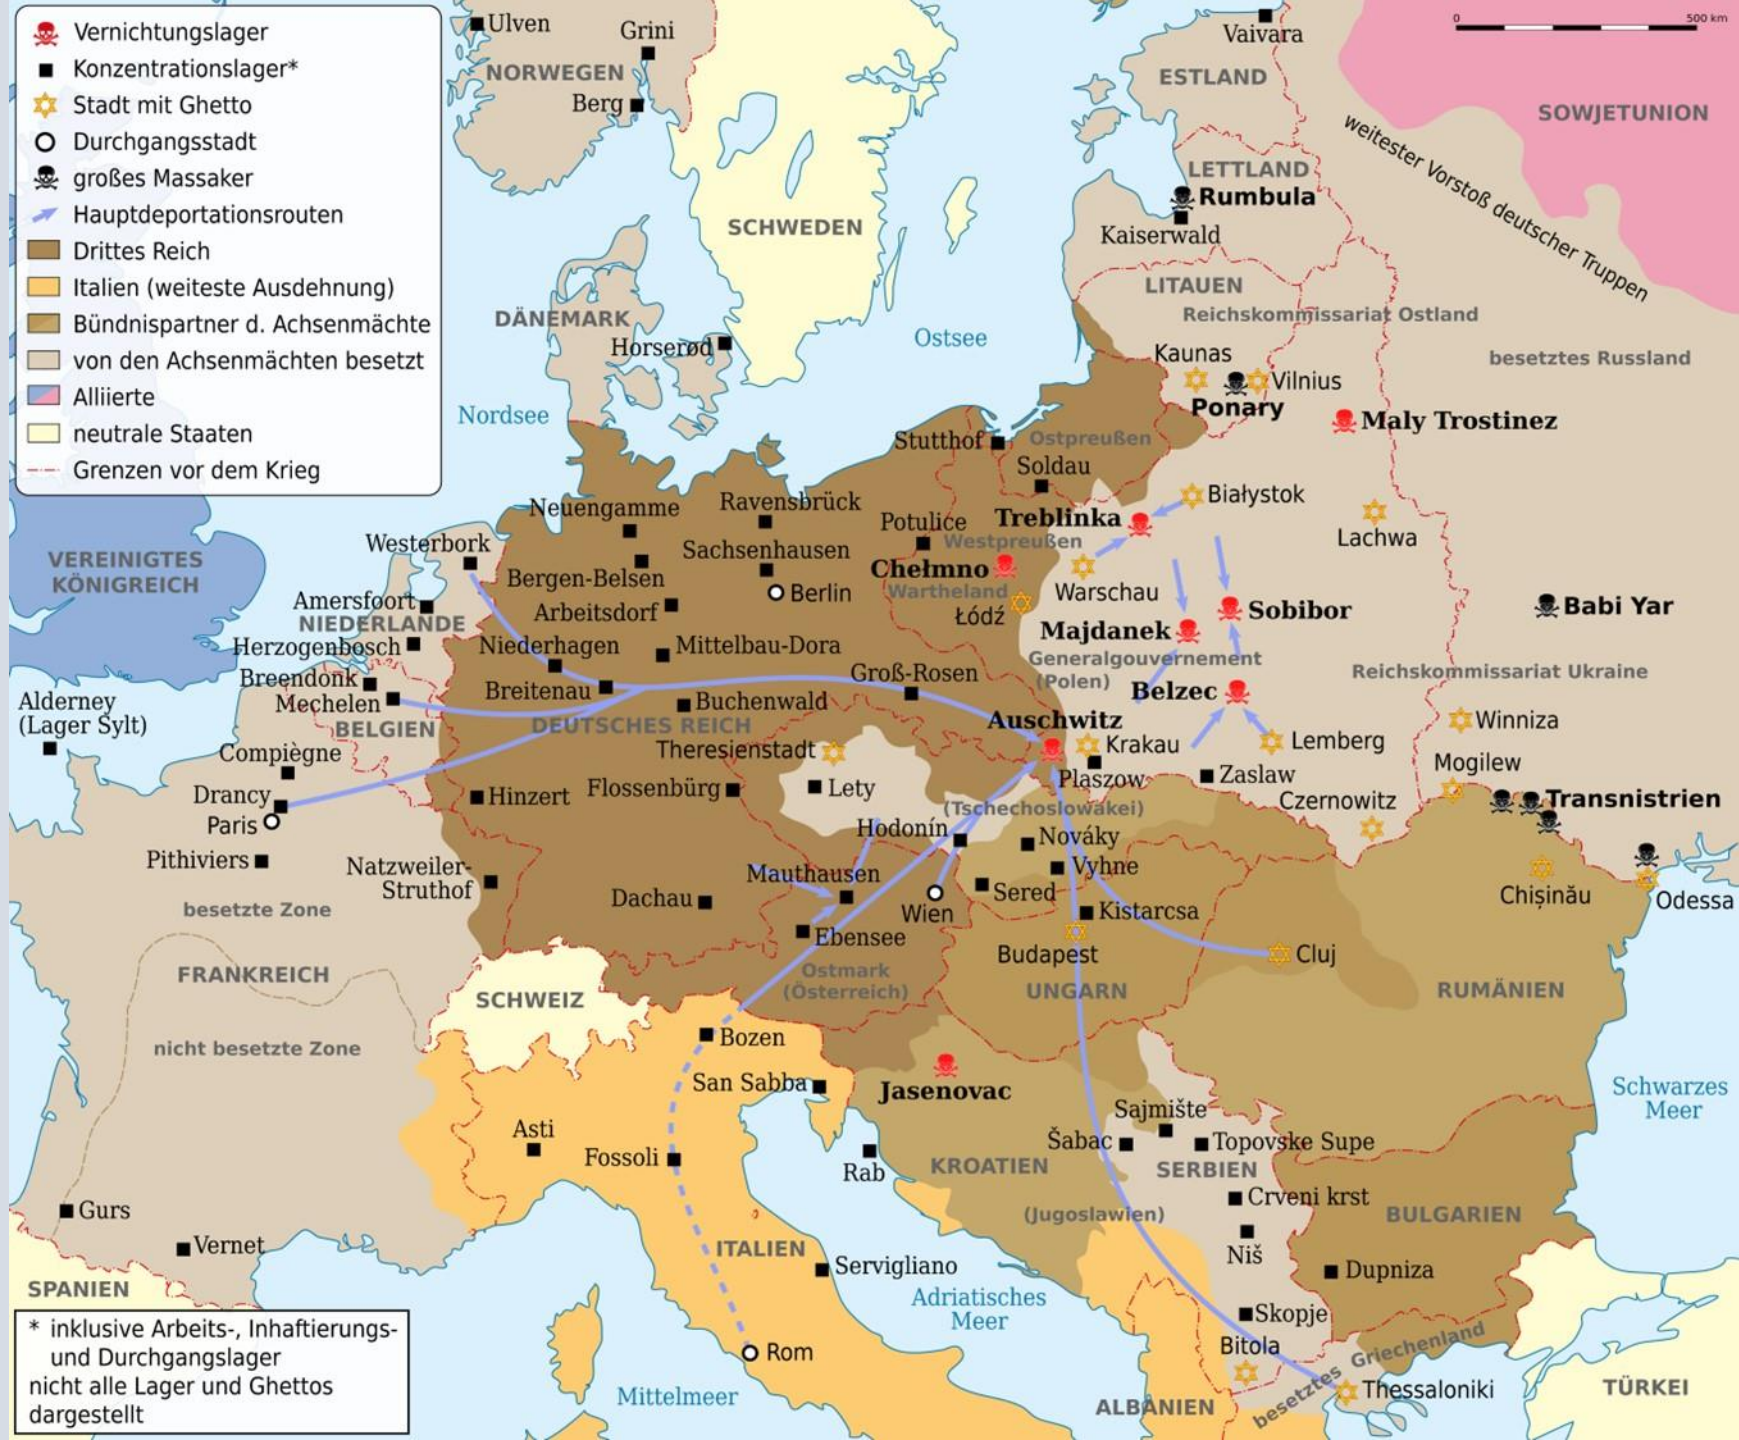 Vernichtungslager
Konzentrationslager*
Stadt mit Ghetto
Durchgangsstadt
großes Massaker
Hauptdeportationsrouten
Drittes Reich
Italien (weiteste Ausdehnung)
Bündnispartner d. Achsenmächte
von den Achsenmächten besetzt
Alliierte
neutrale Staaten
Grenzen vor dem Krieg
0
500 km
Ulven
Grini
NORWEGEN
Berg
Vaivara
ESTLAND
SOWJETUNION
weitester Vorstoß deutscher Truppen
LETTLAND
Rumbula
Kaiserwald
SCHWEDEN
LITAUEN
Reichskommissariat Ostland
DÄNEMARK
Horserød
Ostsee
besetztes Russland
Kaunas
Vilnius
Ponary
Maly Trostinez
Nordsee
Stutthof
Ostpreußen
Soldau
Białystok
Neuengamme
Ravensbrück
Potulice
Treblinka
Lachwa
Westerbork
Westpreußen
Sachsenhausen
VEREINIGTES
KÖNIGREICH
Bergen-Belsen
Chełmno
Warschau
Berlin
Wartheland
Amersfoort
Arbeitsdorf
Łódź
Sobibor
Babi Yar
NIEDERLANDE
Majdanek
Herzogenbosch
Niederhagen
Mittelbau-Dora
Generalgouvernement
(Polen)
Reichskommissariat Ukraine
Breendonk
Groß-Rosen
Breitenau
Belzec
Alderney
(Lager Sylt)
Mechelen
Buchenwald
BELGIEN
DEUTSCHES REICH
Auschwitz
Winniza
Compiègne
Theresienstadt
Krakau
Lemberg
Mogilew
Plaszow
Zaslaw
Drancy
Hinzert
Flossenbürg
Lety
Czernowitz
Transnistrien
Paris
(Tschechoslowakei)
Hodonín
Nováky
Pithiviers
Natzweiler-
Struthof
Mauthausen
Vyhne
Sered
Chișinău
Odessa
Dachau
Wien
Kistarcsa
besetzte Zone
Ebensee
Budapest
Cluj
FRANKREICH
Ostmark
(Österreich)
UNGARN
RUMÄNIEN
SCHWEIZ
nicht besetzte Zone
Bozen
San Sabba
Jasenovac
Schwarzes
Meer
Sajmište
Asti
Šabac
Topovske Supe
Fossoli
Rab
KROATIEN
SERBIEN
Crveni krst
Gurs
(Jugoslawien)
BULGARIEN
Vernet
ITALIEN
Niš
Servigliano
Dupniza
SPANIEN
Adriatisches
Meer
Skopje
Bitola
besetztes Griechenland
Rom
Thessaloniki
Mittelmeer
ALBANIEN
TÜRKEI
* inklusive Arbeits-, Inhaftierungs-
und Durchgangslager
nicht alle Lager und Ghettos
dargestellt